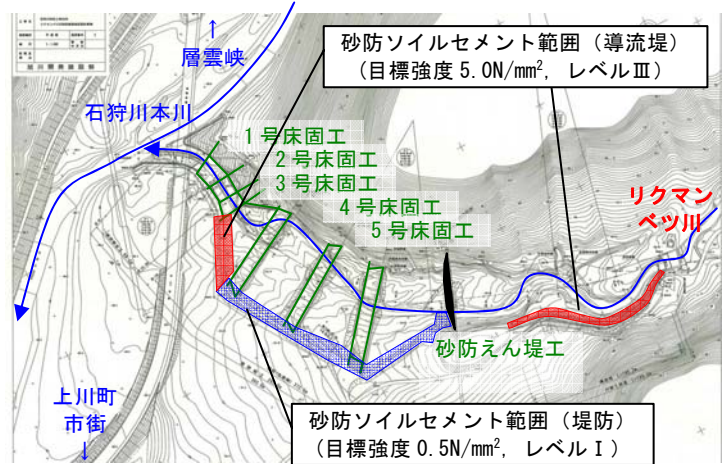 ↑
層雲峡
砂防ソイルセメント範囲（導流堤）
（目標強度 5.0N/mm², レベルⅢ）
石狩川本川
1号床固工
2号床固工
3号床固工
4号床固工
5号床固工
リクマン
ベツ川
砂防えん堤工
上川町
市街
↓
砂防ソイルセメント範囲（堤防）
（目標強度 0.5N/mm², レベルⅠ）